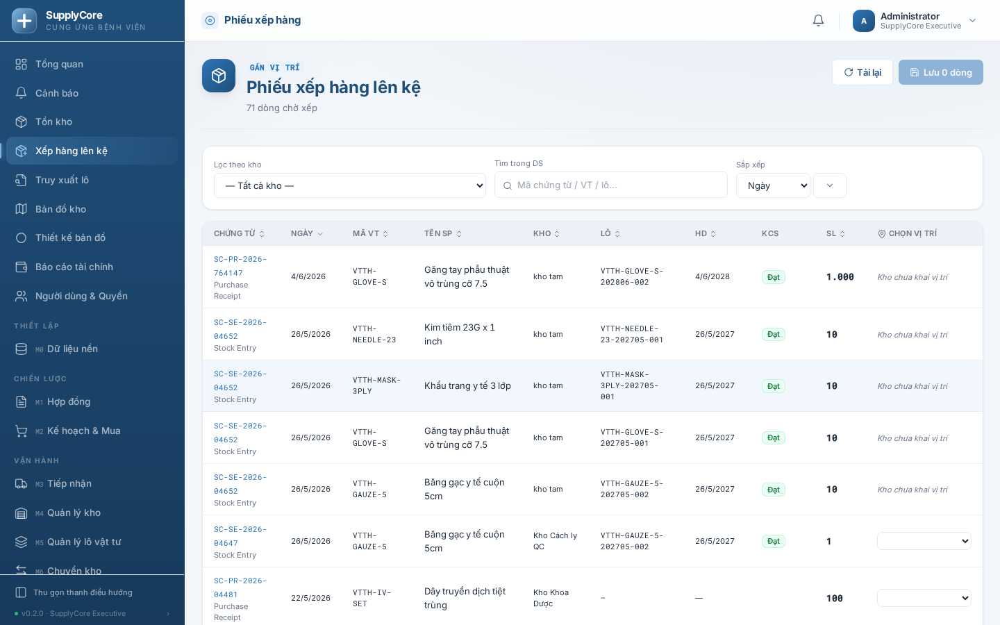 SupplyCore
CUNG ỨNG BỆNH VIỆN
Tổng quan
Cảnh báo
Tồn kho
Xếp hàng lên kệ
Truy xuất lô
Bản đồ kho
Thiết kế bản đồ
Báo cáo tài chính
Người dùng & Quyền
THIẾT LẬP
M0 Dữ liệu nền
CHIẾN LƯỢC
M1 Hợp đồng
M2 Kế hoạch & Mua
VẬN HÀNH
M3 Tiếp nhận
M4 Quản lý kho
M5 Quản lý lô vật tư
M6 Chuyển kho
Thu gọn thanh điều hướng
v0.2.0 · SupplyCore Executive
Phiếu xếp hàng
A
Administrator
SupplyCore Executive
GÁN VỊ TRÍ
Phiếu xếp hàng lên kệ
71 dòng chờ xếp
Tải lại
Lưu 0 dòng
Lọc theo kho
— Tất cả kho —
Tìm trong DS
Mã chứng từ / VT / lô...
Sắp xếp
Ngày
CHỨNG TỪ NGÀY MÃ VT TÊN SP KHO LÔ HD KCS SL CHỌN VỊ TRÍ
SC-PR-2026-
764147
Purchase
Receipt
4/6/2026
VTTH-
GLOVE-S
Găng tay phẫu thuật
vô trùng cỡ 7.5
kho tam
VTTH-GLOVE-S-
202806-002
4/6/2028
Đạt
1.000
Kho chưa khai vị trí
SC-SE-2026-
04652
Stock Entry
26/5/2026
VTTH-
NEEDLE-23
Kim tiêm 23G x 1
inch
kho tam
VTTH-NEEDLE-
23-202705-001
26/5/2027
Đạt
10
Kho chưa khai vị trí
SC-SE-2026-
04652
Stock Entry
26/5/2026
VTTH-MASK-
3PLY
Khẩu trang y tế 3 lớp
kho tam
VTTH-MASK-
3PLY-202705-
001
26/5/2027
Đạt
10
Kho chưa khai vị trí
SC-SE-2026-
04652
Stock Entry
26/5/2026
VTTH-
GLOVE-S
Găng tay phẫu thuật
vô trùng cỡ 7.5
kho tam
VTTH-GLOVE-S-
202705-001
26/5/2027
Đạt
10
Kho chưa khai vị trí
SC-SE-2026-
04652
Stock Entry
26/5/2026
VTTH-
GAUZE-5
Băng gạc y tế cuộn
5cm
kho tam
VTTH-GAUZE-5-
202705-002
26/5/2027
Đạt
10
Kho chưa khai vị trí
SC-SE-2026-
04647
Stock Entry
26/5/2026
VTTH-
GAUZE-5
Băng gạc y tế cuộn
5cm
Kho Cách ly
QC
VTTH-GAUZE-5-
202705-002
26/5/2027
Đạt
1
SC-PR-2026-
04481
Purchase
Receipt
22/5/2026
VTTH-IV-
SET
Dây truyền dịch tiệt
trùng
Kho Khoa
Dược
–
—
100